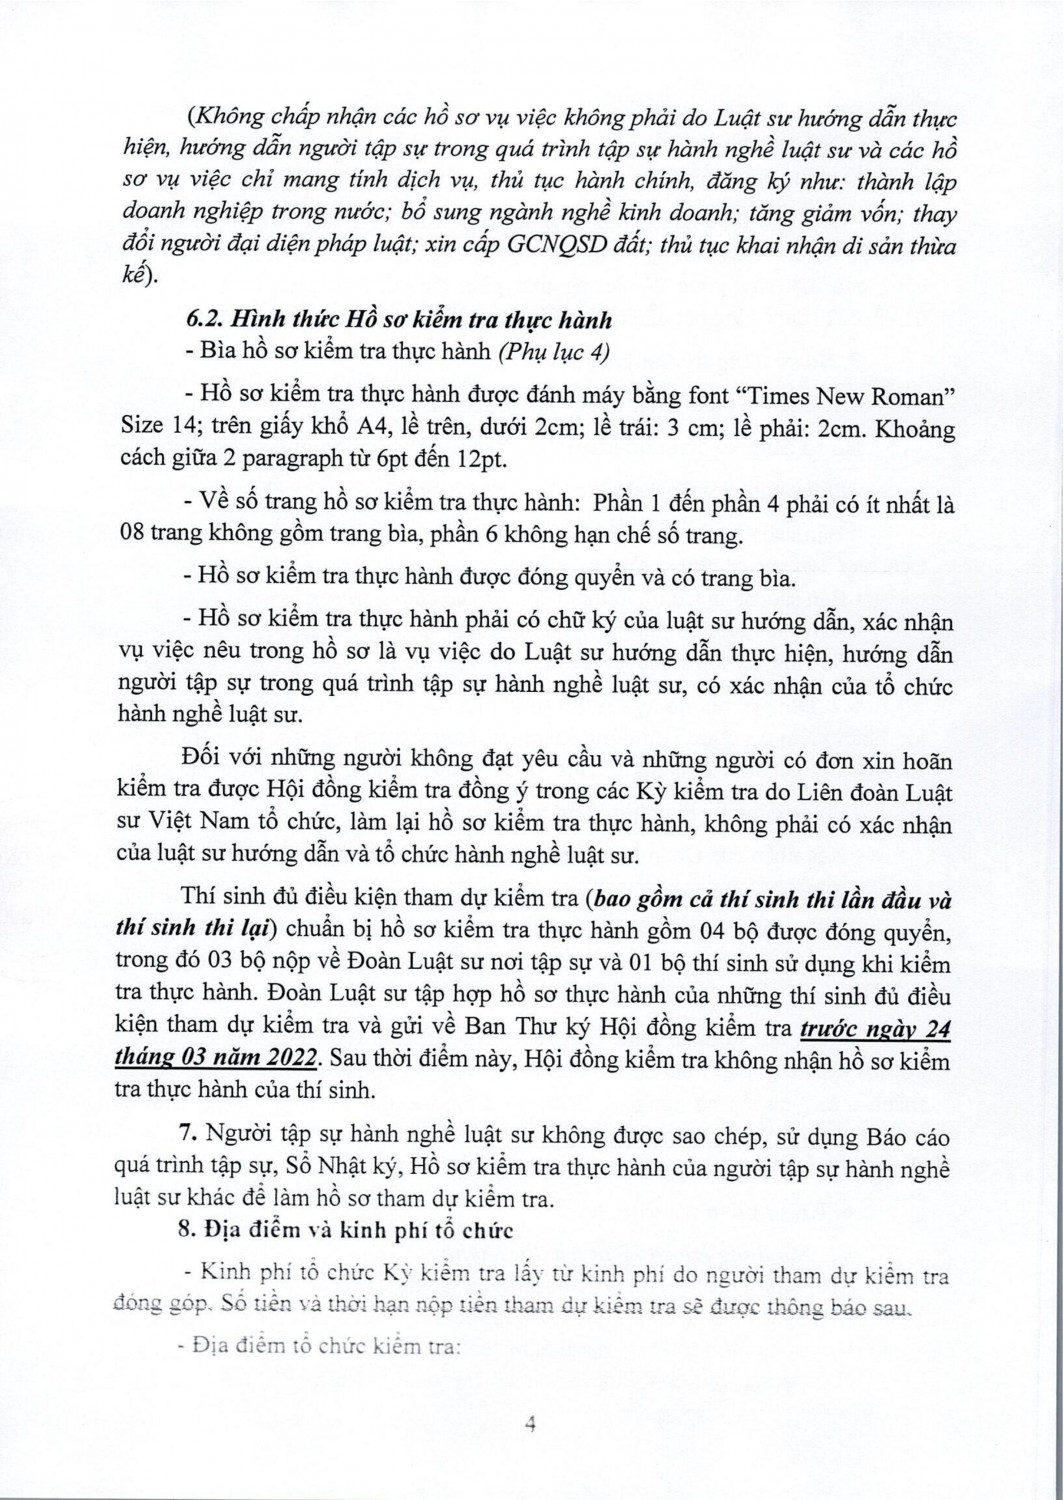 (Không chấp nhận các hồ sơ vụ việc không phải do Luật sư hướng dẫn thực
hiện, hướng dẫn người tập sự trong quá trình tập sự hành nghề luật sư và các hồ
sơ vụ việc chỉ mang tính dịch vụ, thủ tục hành chính, đăng ký như: thành lập
doanh nghiệp trong nước; bổ sung ngành nghề kinh doanh; tăng giảm vốn; thay
đổi người đại diện pháp luật; xin cấp GCNQSD đất; thủ tục khai nhận di sản thừa
kế).
6.2. Hình thức Hồ sơ kiểm tra thực hành
- Bìa hồ sơ kiểm tra thực hành (Phụ lục 4)
- Hồ sơ kiểm tra thực hành được đánh máy bằng font “Times New Roman”
Size 14; trên giấy khổ A4, lề trên, dưới 2cm; lề trái: 3 cm; lề phải: 2cm. Khoảng
cách giữa 2 paragraph từ 6pt đến 12pt.
- Về số trang hồ sơ kiểm tra thực hành: Phần 1 đến phần 4 phải có ít nhất là
08 trang không gồm trang bìa, phần 6 không hạn chế số trang.
- Hồ sơ kiểm tra thực hành được đóng quyển và có trang bìa.
- Hồ sơ kiểm tra thực hành phải có chữ ký của luật sư hướng dẫn, xác nhận
vụ việc nêu trong hồ sơ là vụ việc do Luật sư hướng dẫn thực hiện, hướng dẫn
người tập sự trong quá trình tập sự hành nghề luật sư, có xác nhận của tổ chức
hành nghề luật sư.
Đối với những người không đạt yêu cầu và những người có đơn xin hoãn
kiểm tra được Hội đồng kiểm tra đồng ý trong các Kỳ kiểm tra do Liên đoàn Luật
sư Việt Nam tổ chức, làm lại hồ sơ kiểm tra thực hành, không phải có xác nhận
của luật sư hướng dẫn và tổ chức hành nghề luật sư.
Thí sinh đủ điều kiện tham dự kiểm tra (bao gồm cả thí sinh thi lần đầu và
thí sinh thi lại) chuẩn bị hồ sơ kiểm tra thực hành gồm 04 bộ được đóng quyển,
trong đó 03 bộ nộp về Đoàn Luật sư nơi tập sự và 01 bộ thí sinh sử dụng khi kiểm
tra thực hành. Đoàn Luật sư tập hợp hồ sơ thực hành của những thí sinh đủ điều
kiện tham dự kiểm tra và gửi về Ban Thư ký Hội đồng kiểm tra trước ngày 24
tháng 03 năm 2022. Sau thời điểm này, Hội đồng kiểm tra không nhận hồ sơ kiểm
tra thực hành của thí sinh.
7. Người tập sự hành nghề luật sư không được sao chép, sử dụng Báo cáo
quá trình tập sự, Sổ Nhật ký, Hồ sơ kiểm tra thực hành của người tập sự hành nghề
luật sư khác để làm hồ sơ tham dự kiểm tra.
8. Địa điểm và kinh phí tổ chức
- Kinh phí tổ chức Kỳ kiểm tra lấy từ kinh phí do người tham dự kiểm tra
đóng góp. Số tiền và thời hạn nộp tiền tham dự kiểm tra sẽ được thông báo sau.
- Địa điểm tổ chức kiểm tra:
4